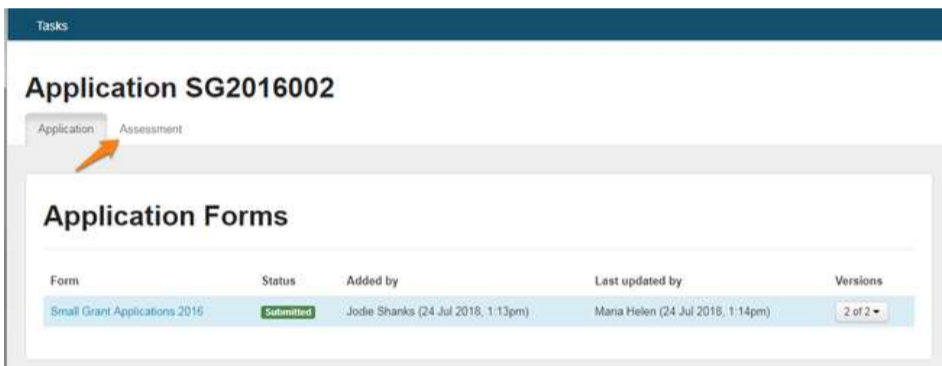 Tasks
Application SG2016002
Application Assessment
Application Forms
Form Status Added by Last updated by Versions
Small Grant Applications 2016 Submitted Jodie Shanks (24 Jul 2018, 1:13pm) Maria Helen (24 Jul 2018, 1:14pm) 2 of 2